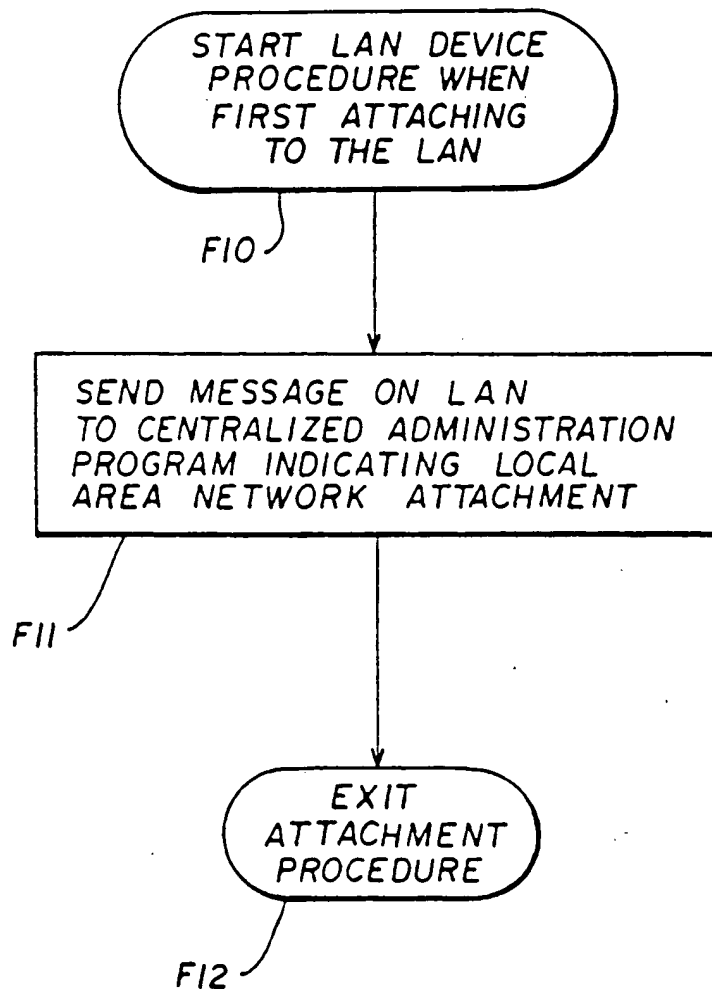 START LAN DEVICE
PROCEDURE WHEN
FIRST ATTACHING
TO THE LAN
F10
SEND MESSAGE ON LAN
TO CENTRALIZED ADMINISTRATION
PROGRAM INDICATING LOCAL
AREA NETWORK ATTACHMENT
F11
EXIT
ATTACHMENT
PROCEDURE
F12